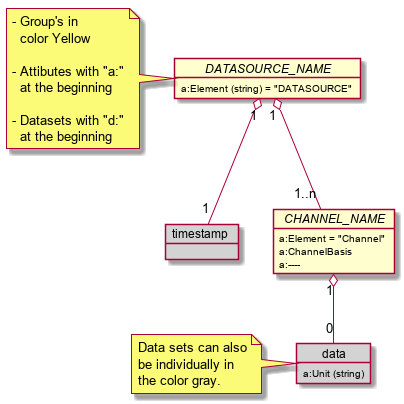 - Group's in
color Yellow
- Attibutes with "a:"
at the beginning
- Datasets with "d:"
at the beginning
DATASOURCE_NAME
a:Element (string) = "DATASOURCE"
1
1
1
1..n
timestamp
CHANNEL_NAME
a:Element = "Channel"
a:ChannelBasis
a:----
1
0
Data sets can also
be individually in
the color gray.
data
a:Unit (string)